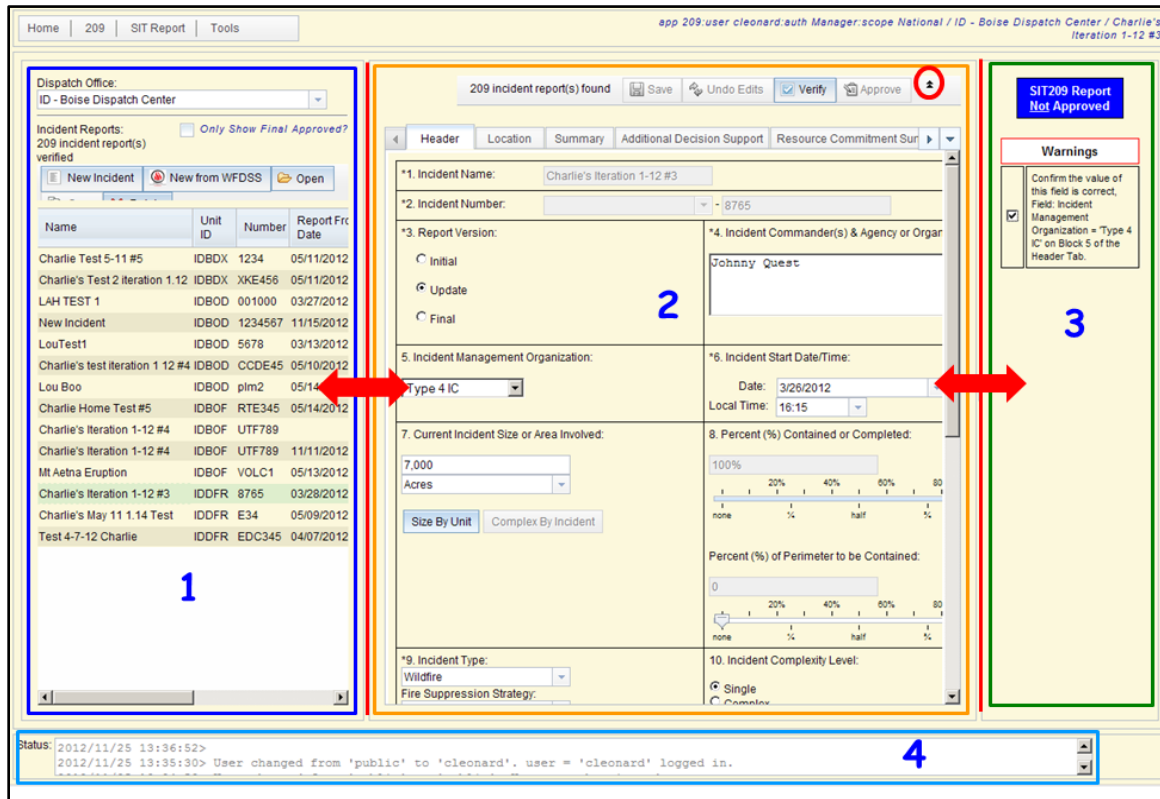 Home 209 SIT Report Tools
app 209:user cleonard:auth Manager:scope National / ID - Boise Dispatch Center / Charlie's
Iteration 1-12 #3
Dispatch Office:
ID - Boise Dispatch Center
Incident Reports:
Only Show Final Approved?
209 incident report(s)
verified
New Incident New from WFDSS Open
Name Unit ID Number Report Fro Date
Charlie Test 5-11 #5 IDBDX 1234 05/11/2012
Charlie's Test 2 iteration 1.12 IDBDX XKE456 05/11/2012
LAH TEST 1 IDBOD 001000 03/27/2012
New Incident IDBOD 1234567 11/15/2012
LouTest1 IDBOD 5678 03/13/2012
Charlie's test iteration 1 12 #4 IDBOD CCDE45 05/10/2012
Lou Boo IDBOD plm2 05/14
Charlie Home Test #5 IDBOF RTE345 05/14/2012
Charlie's Iteration 1-12 #4 IDBOF UTF789
Charlie's Iteration 1-12 #4 IDBOF UTF789 11/11/2012
Mt Aetna Eruption IDBOF VOLC1 05/13/2012
Charlie's Iteration 1-12 #3 IDDFR 8765 03/28/2012
Charlie's May 11 1.14 Test IDDFR E34 05/09/2012
Test 4-7-12 Charlie IDDFR EDC345 04/07/2012
1
209 incident report(s) found Save Undo Edits Verify Approve
Header Location Summary Additional Decision Support Resource Commitment Sur
*1. Incident Name: Charlie's Iteration 1-12 #3
*2. Incident Number: - 8765
*3. Report Version:
Initial
Update
Final
*4. Incident Commander(s) & Agency or Organ
Johnny Quest
2
5. Incident Management Organization:
Type 4 IC
*6. Incident Start Date/Time:
Date: 3/26/2012
Local Time: 16:15
7. Current Incident Size or Area Involved:
7,000
Acres
Size By Unit Complex By Incident
8. Percent (%) Contained or Completed:
100%
20% 40% 60% 80
none ¼ half %
Percent (%) of Perimeter to be Contained:
0
20% 40% 60% 80
none ¼ half %
*9. Incident Type:
Wildfire
Fire Suppression Strategy:
10. Incident Complexity Level:
Single
Complex
SIT209 Report
Not Approved
Warnings
Confirm the value of
this field is correct,
Field: Incident
Management
Organization = 'Type 4
IC' on Block 5 of the
Header Tab.
3
Status:
2012/11/25 13:36:52>
2012/11/25 13:35:30> User changed from 'public' to 'cleonard'. user = 'cleonard' logged in.
4